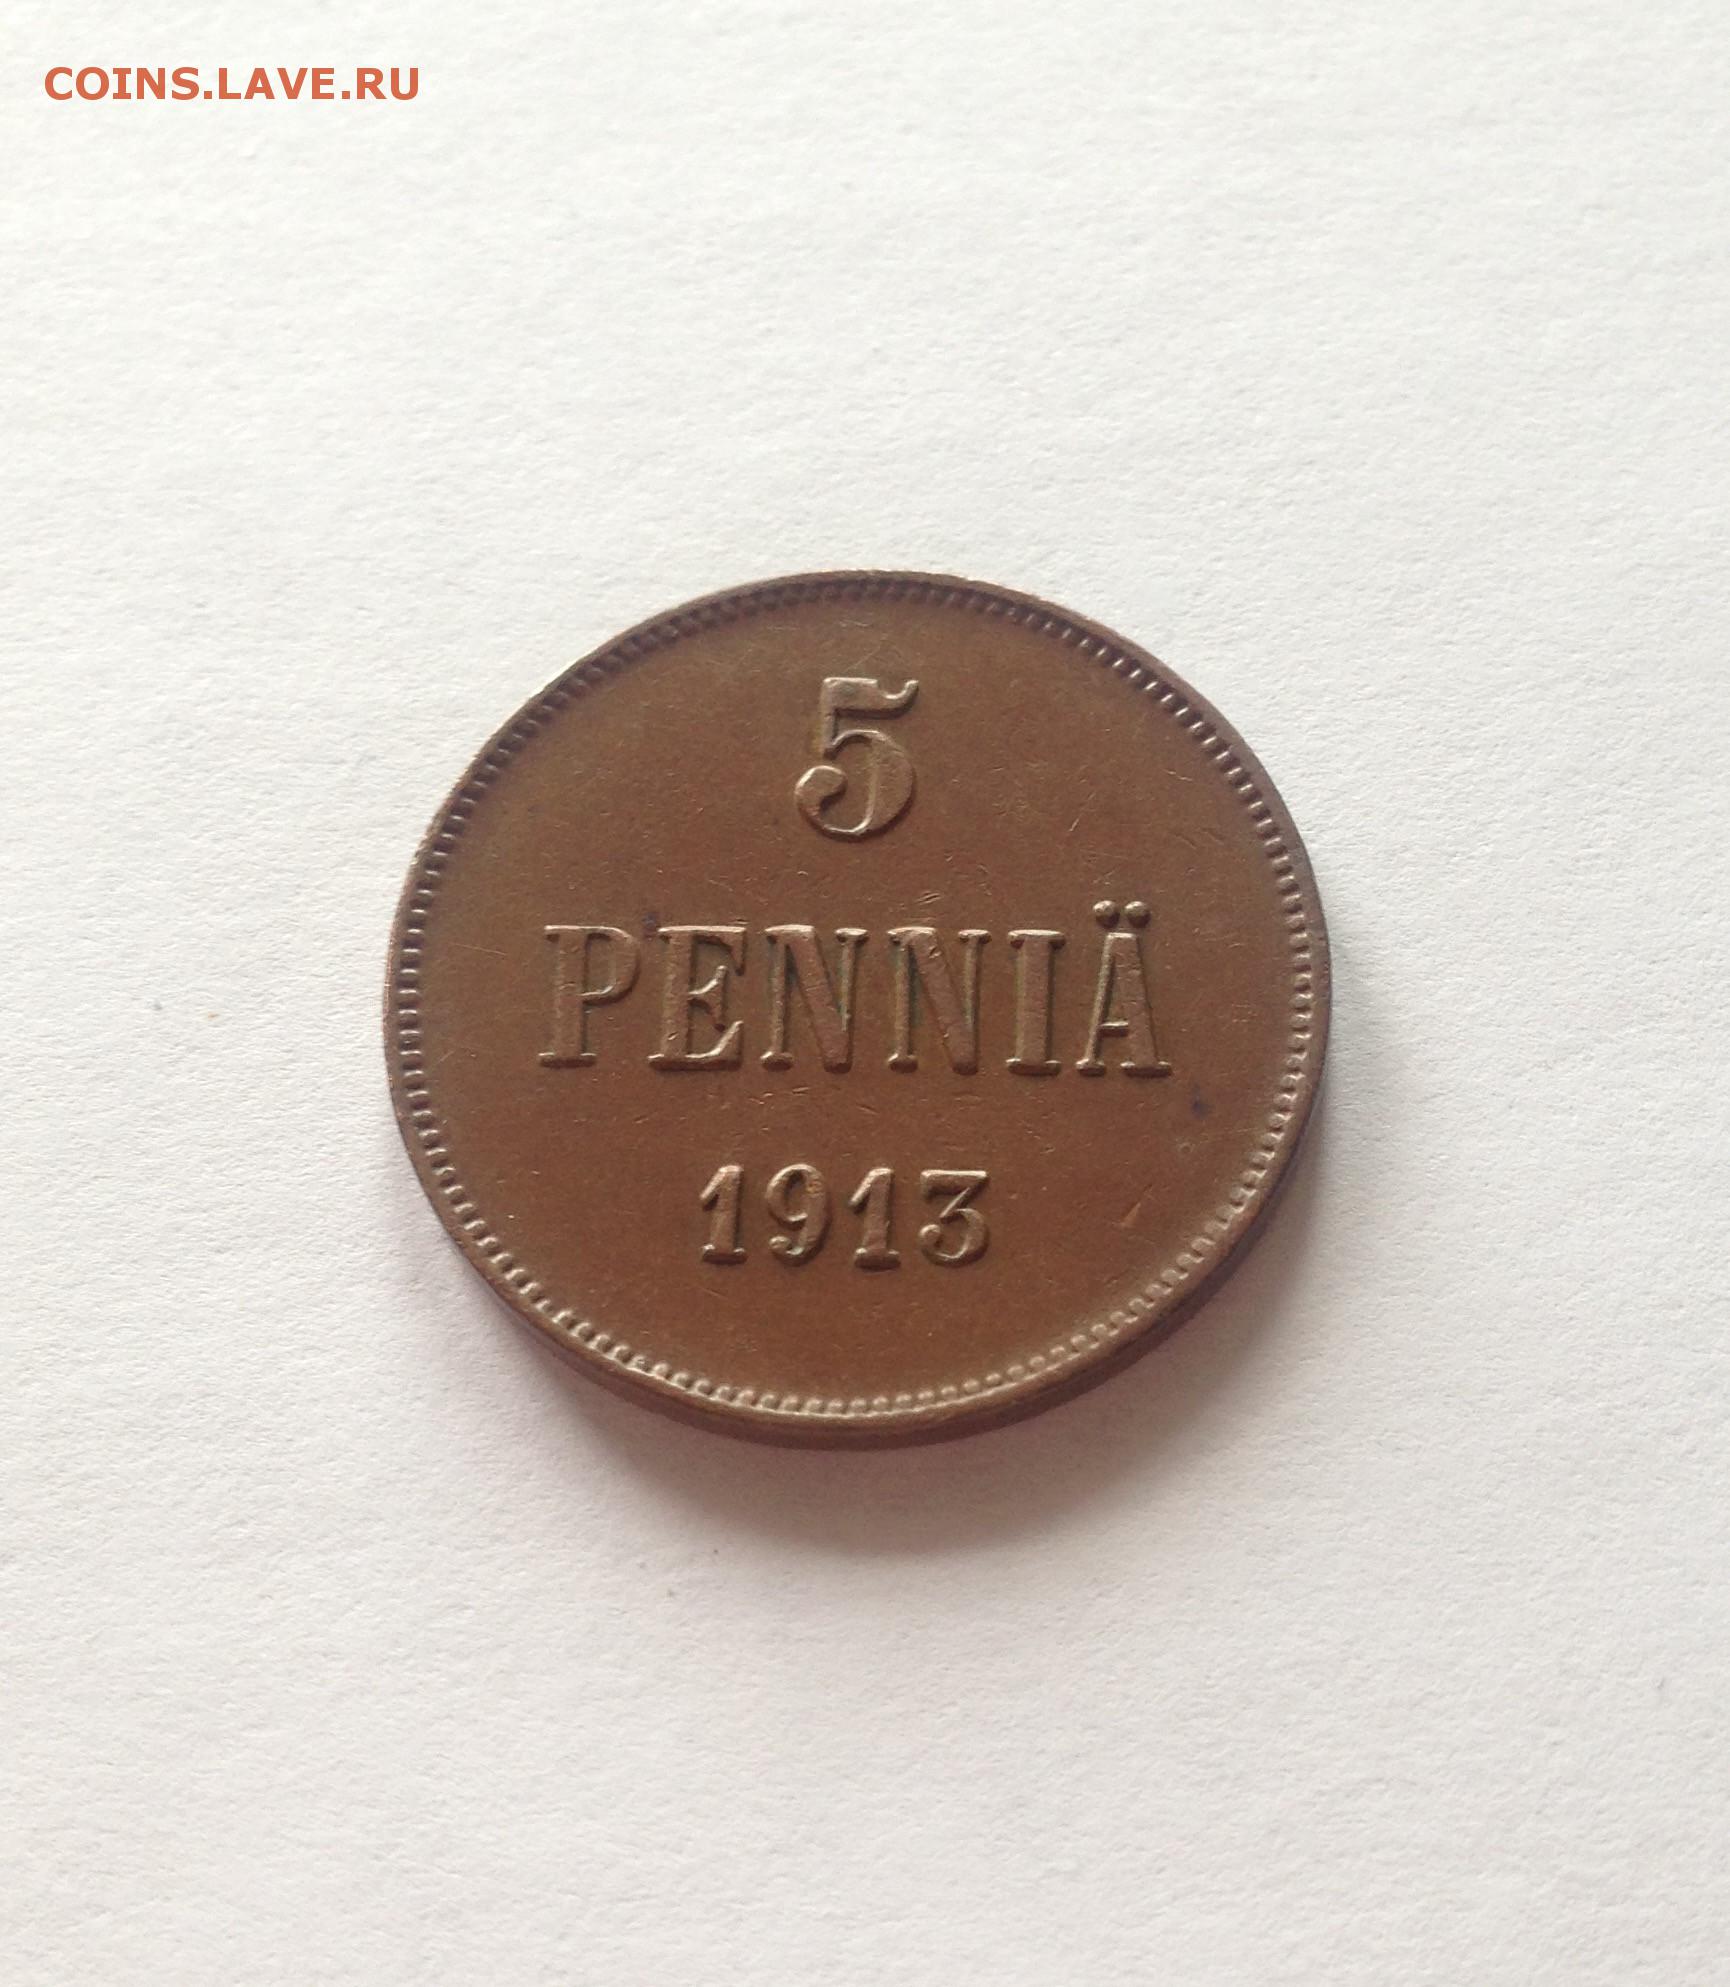 COINS.LAVE.RU
5
PENNIÄ
1913